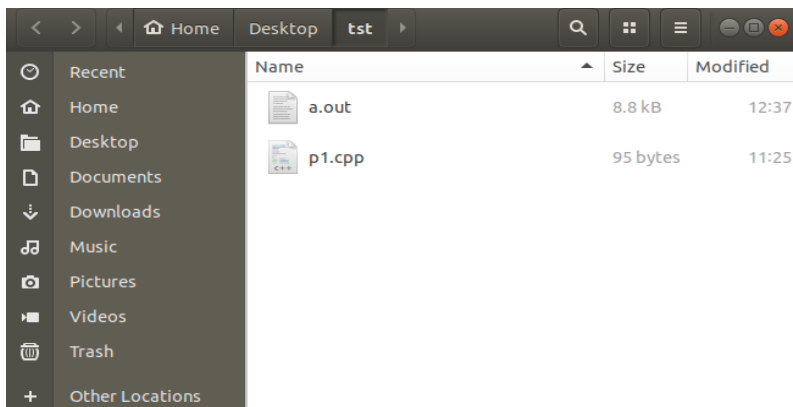 Home Desktop tst
Name Size Modified
Recent
Home
Desktop
Documents
Downloads
Music
Pictures
Videos
Trash
Other Locations
a.out 8.8 kB 12:37
C++
p1.cpp 95 bytes 11:25